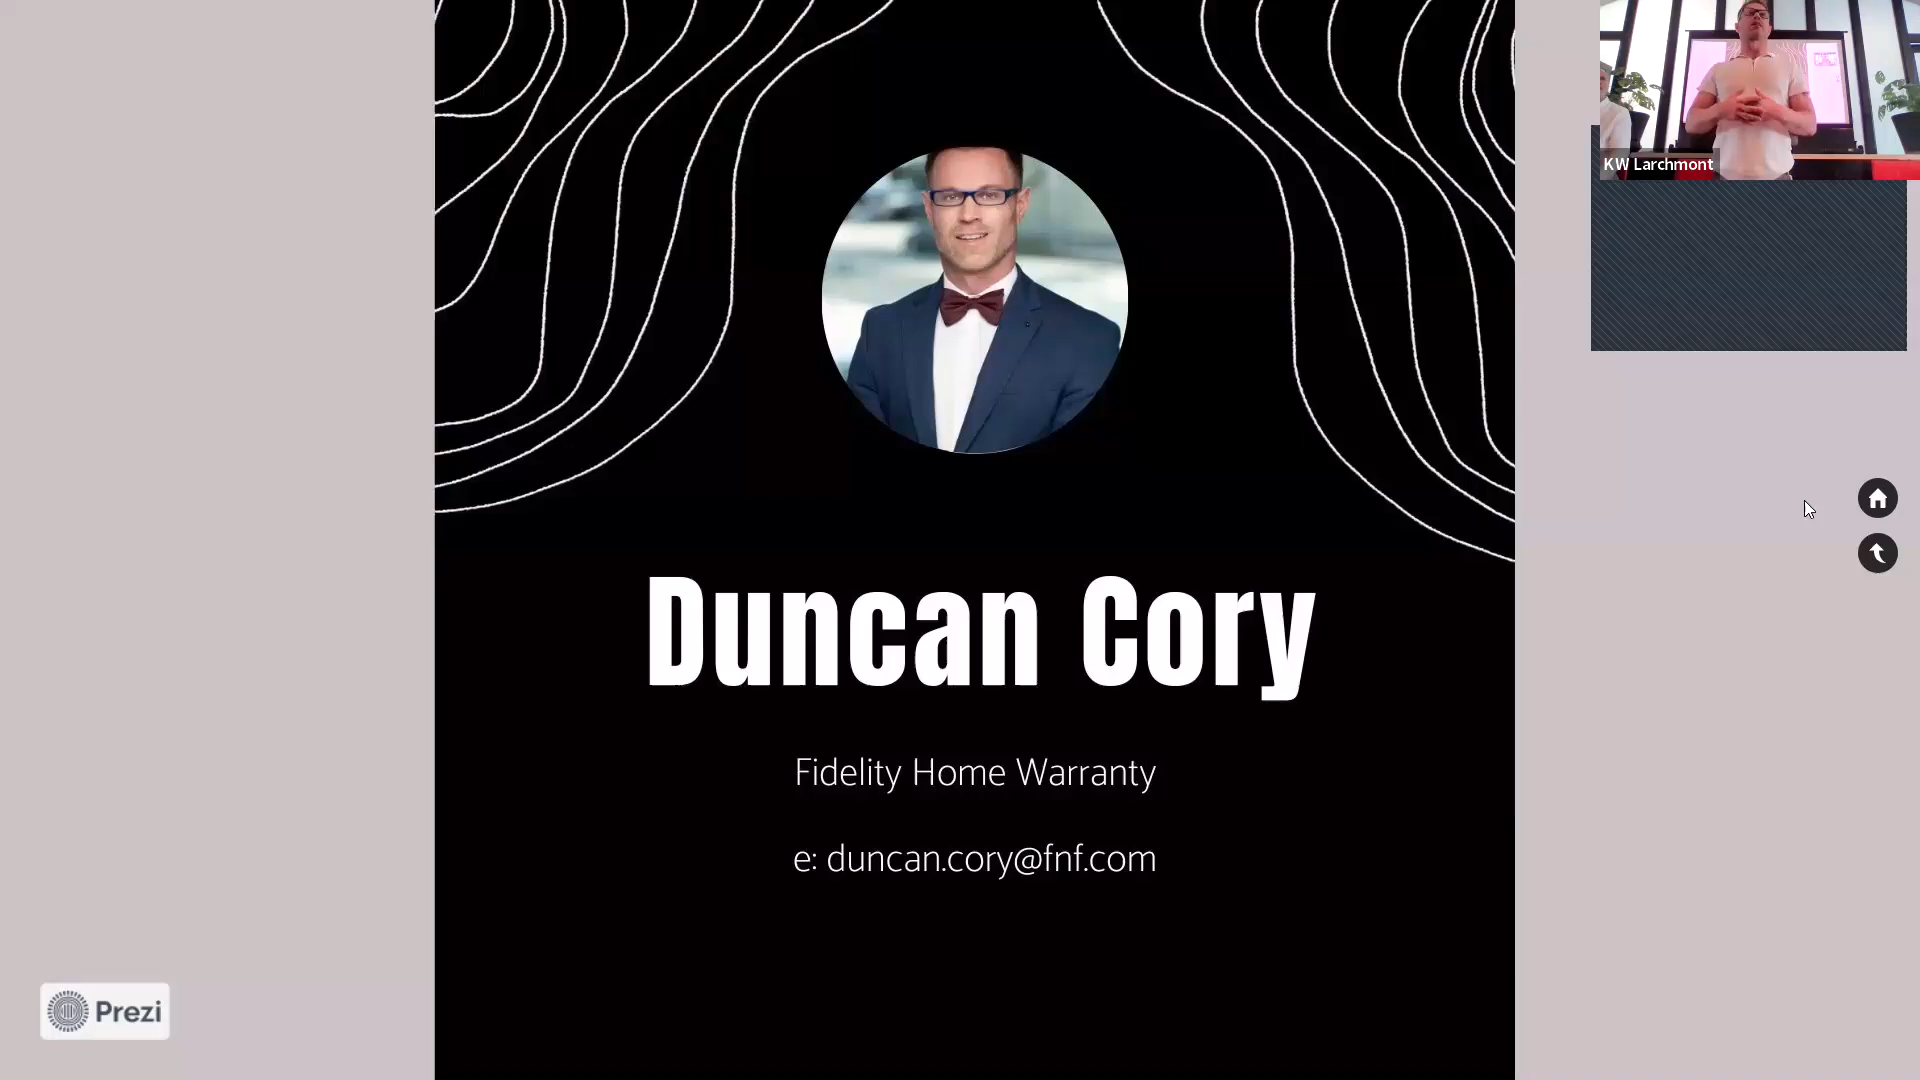 KW Larchmont
Duncan Cory
Fidelity Home Warranty
e: duncan.cory@fnf.com
Prezi